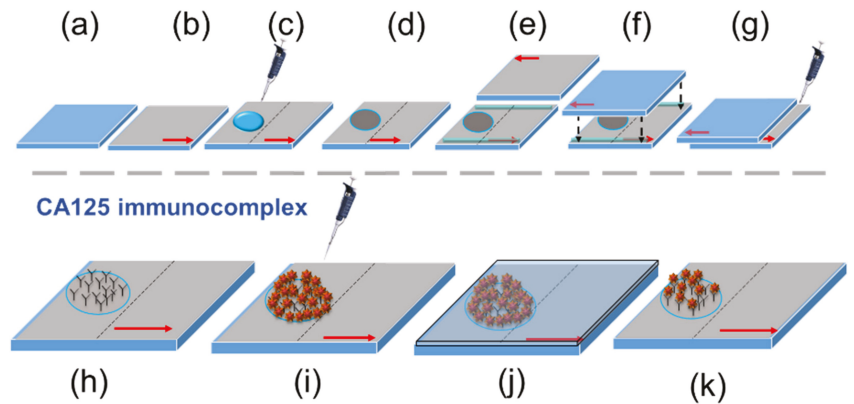 (a) (b) (c) (d) (e) (f) (g)
CA125 immunocomplex
(h) (i) (j) (k)